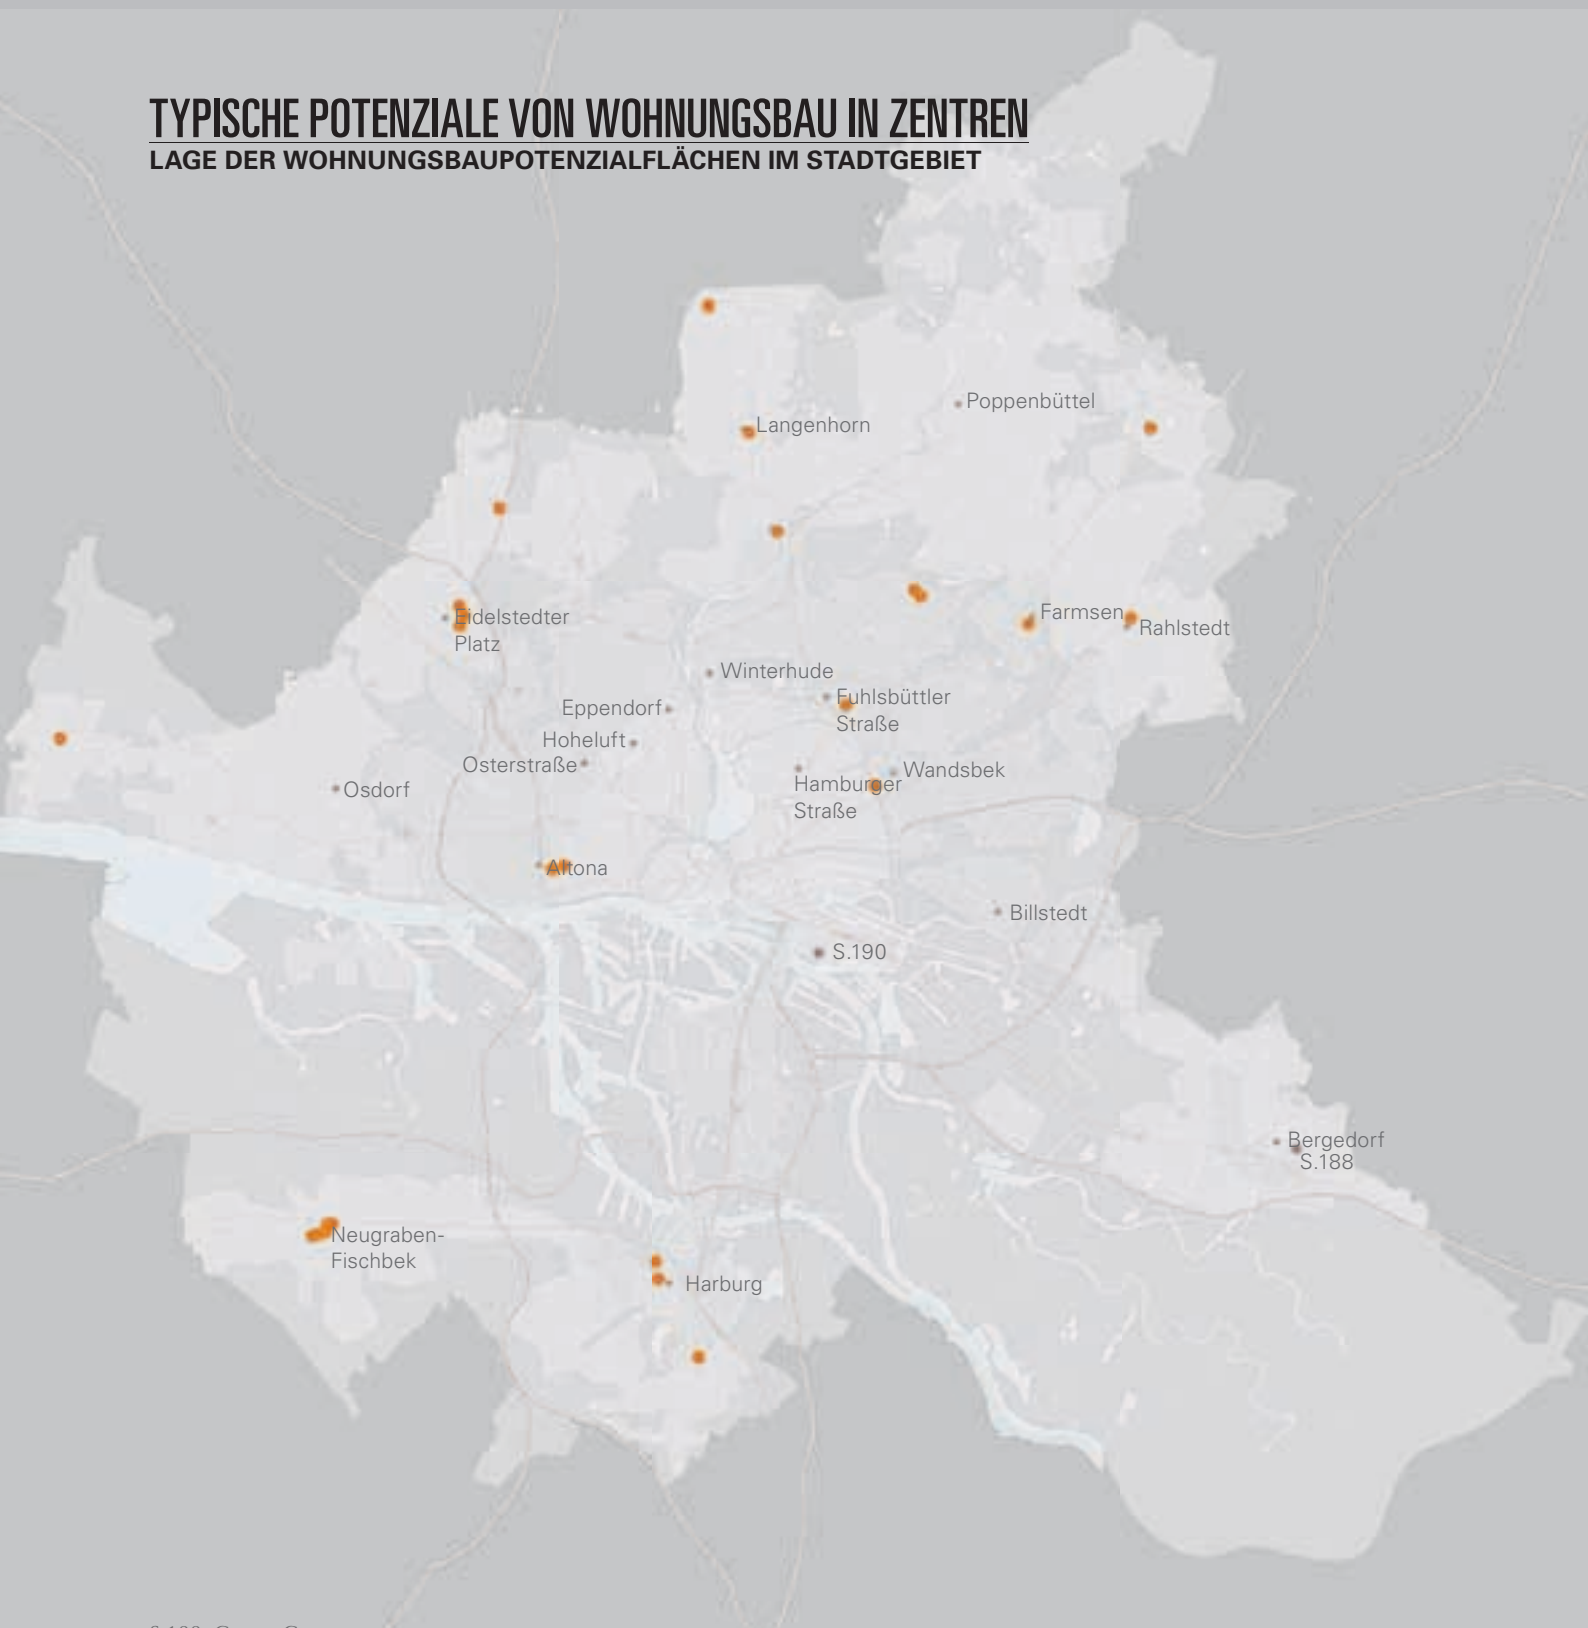 TYPISCHE POTENZIALE VON WOHNUNGSBAU IN ZENTREN
LAGE DER WOHNUNGSBAUPOTENZIALFLÄCHEN IM STADTGEBIET
Poppenbüttel
Langenhorn
Farmsen
Eidelstedter
Platz
Rahlstedt
Winterhude
Fuhlsbüttler
Straße
Eppendorf
Hoheluft
Osterstraße
Wandsbek
Hamburger
Straße
Osdorf
Altona
Billstedt
S.190
Bergedorf
S.188
Neugraben-
Fischbek
Harburg